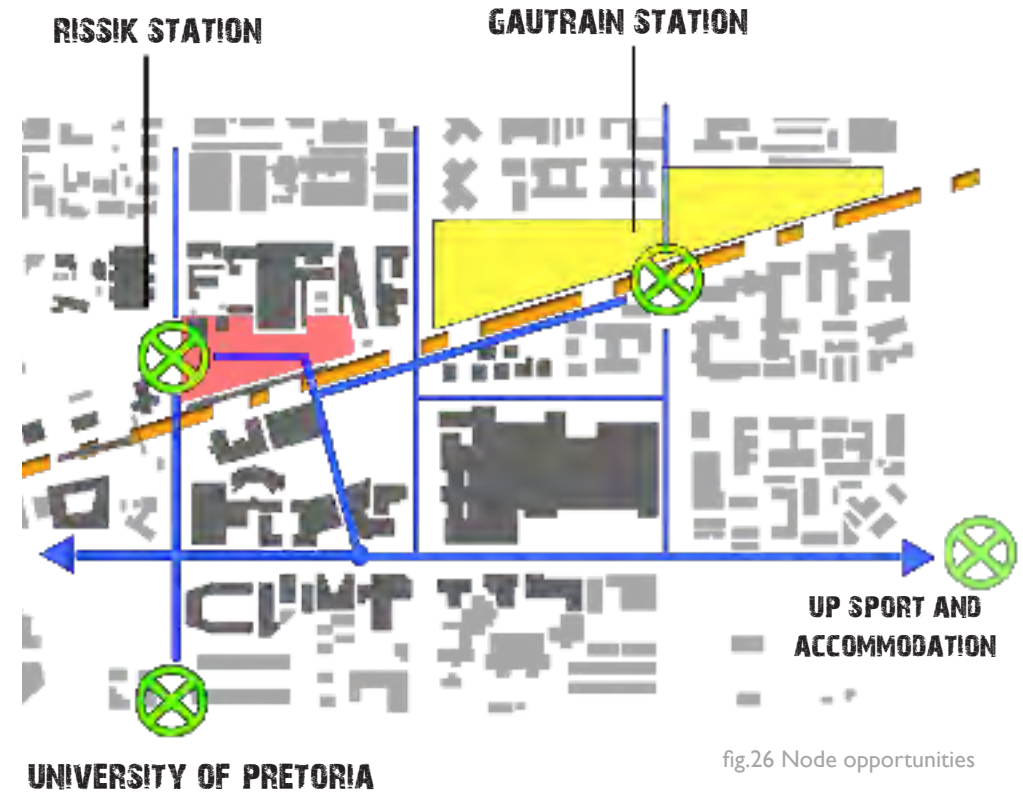 RISSIK STATION
GAUTRAIN STATION
UP SPORT AND
ACCOMMODATION
fig.26 Node opportunities
UNIVERSITY OF PRETORIA